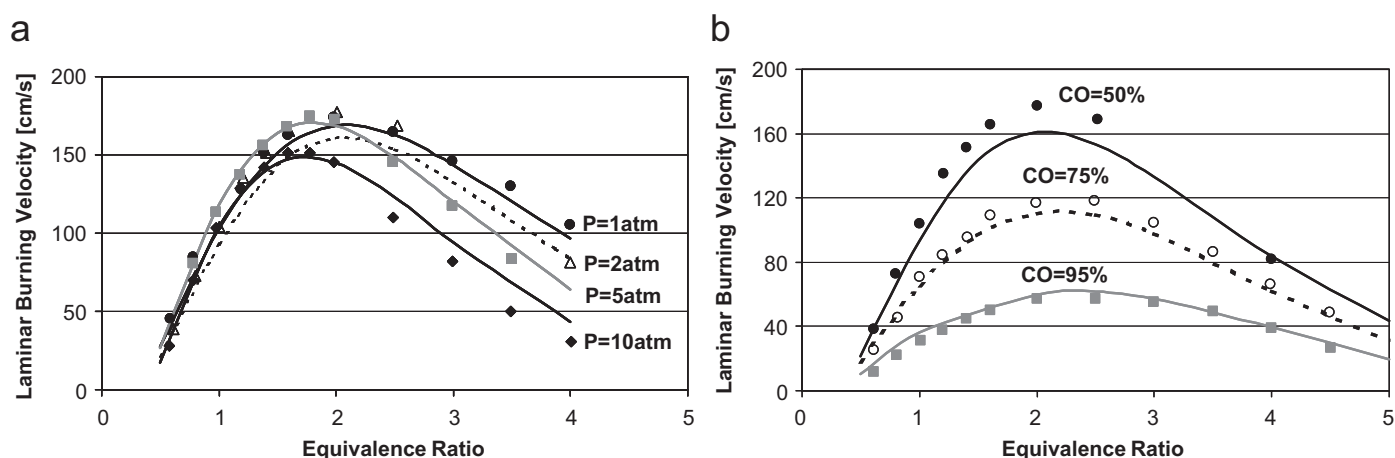 a
Laminar Burning Velocity [cm/s]
200
150
100
50
0
0 1 2 3 4 5
Equivalence Ratio
P=1atm
P=2atm
P=5atm
P=10atm
b
Laminar Burning Velocity [cm/s]
200
160
120
80
40
0
0 1 2 3 4 5
Equivalence Ratio
CO=50%
CO=75%
CO=95%